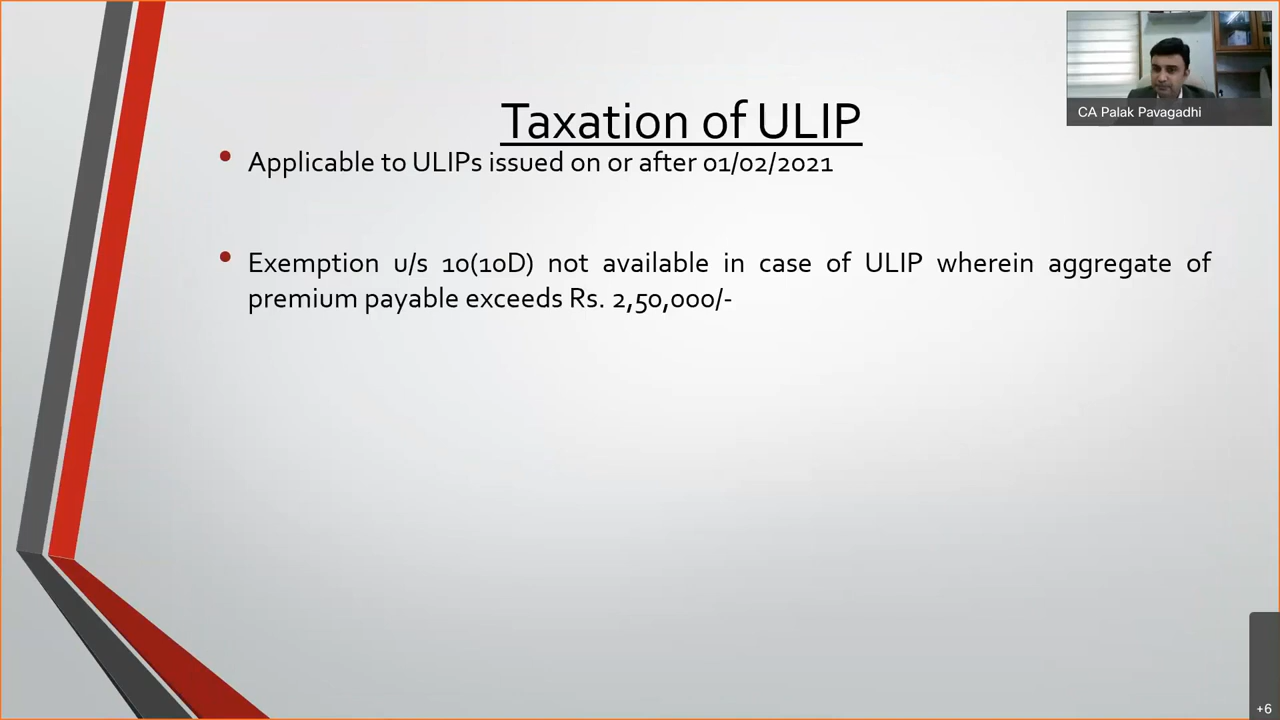 CA Palak Pavagadhi
Taxation of ULIP
Applicable to ULIPs issued on or after 01/02/2021
Exemption u/s 10(10D) not available in case of ULIP wherein aggregate of
premium payable exceeds Rs. 2,50,000/-
+6